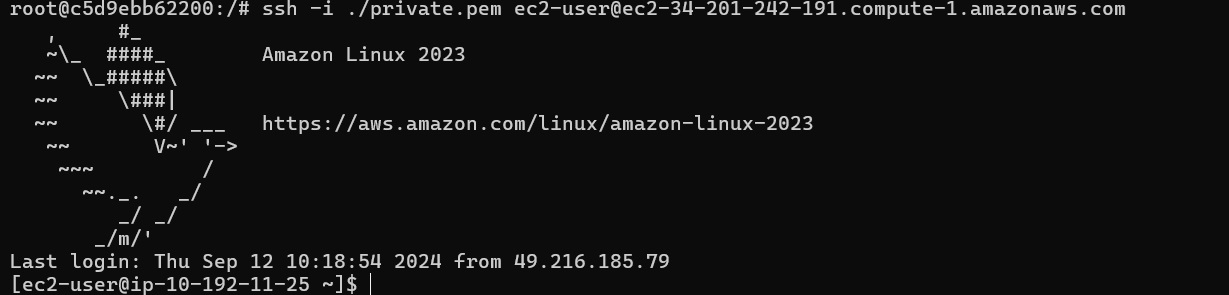 root@c5d9ebb62200:/# ssh -i ./private.pem ec2-user@ec2-34-201-242-191.compute-1.amazonaws.com
   ,     #_
   ~\_  ####_        Amazon Linux 2023
  ~~  \_#####\
  ~~     \###|
  ~~       \#/ ___   https://aws.amazon.com/linux/amazon-linux-2023
   ~~       V~' '->
    ~~~         /
      ~~._.   _/
         _/ _/
       _/m/'
Last login: Thu Sep 12 10:18:54 2024 from 49.216.185.79
[ec2-user@ip-10-192-11-25 ~]$